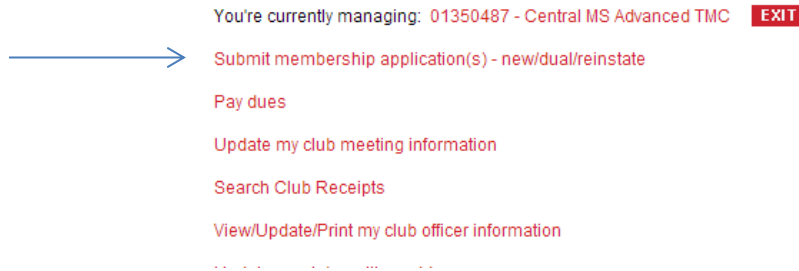 You're currently managing: 01350487 - Central MS Advanced TMC EXIT
Submit membership application(s) - new/dual/reinstate
Pay dues
Update my club meeting information
Search Club Receipts
View/Update/Print my club officer information